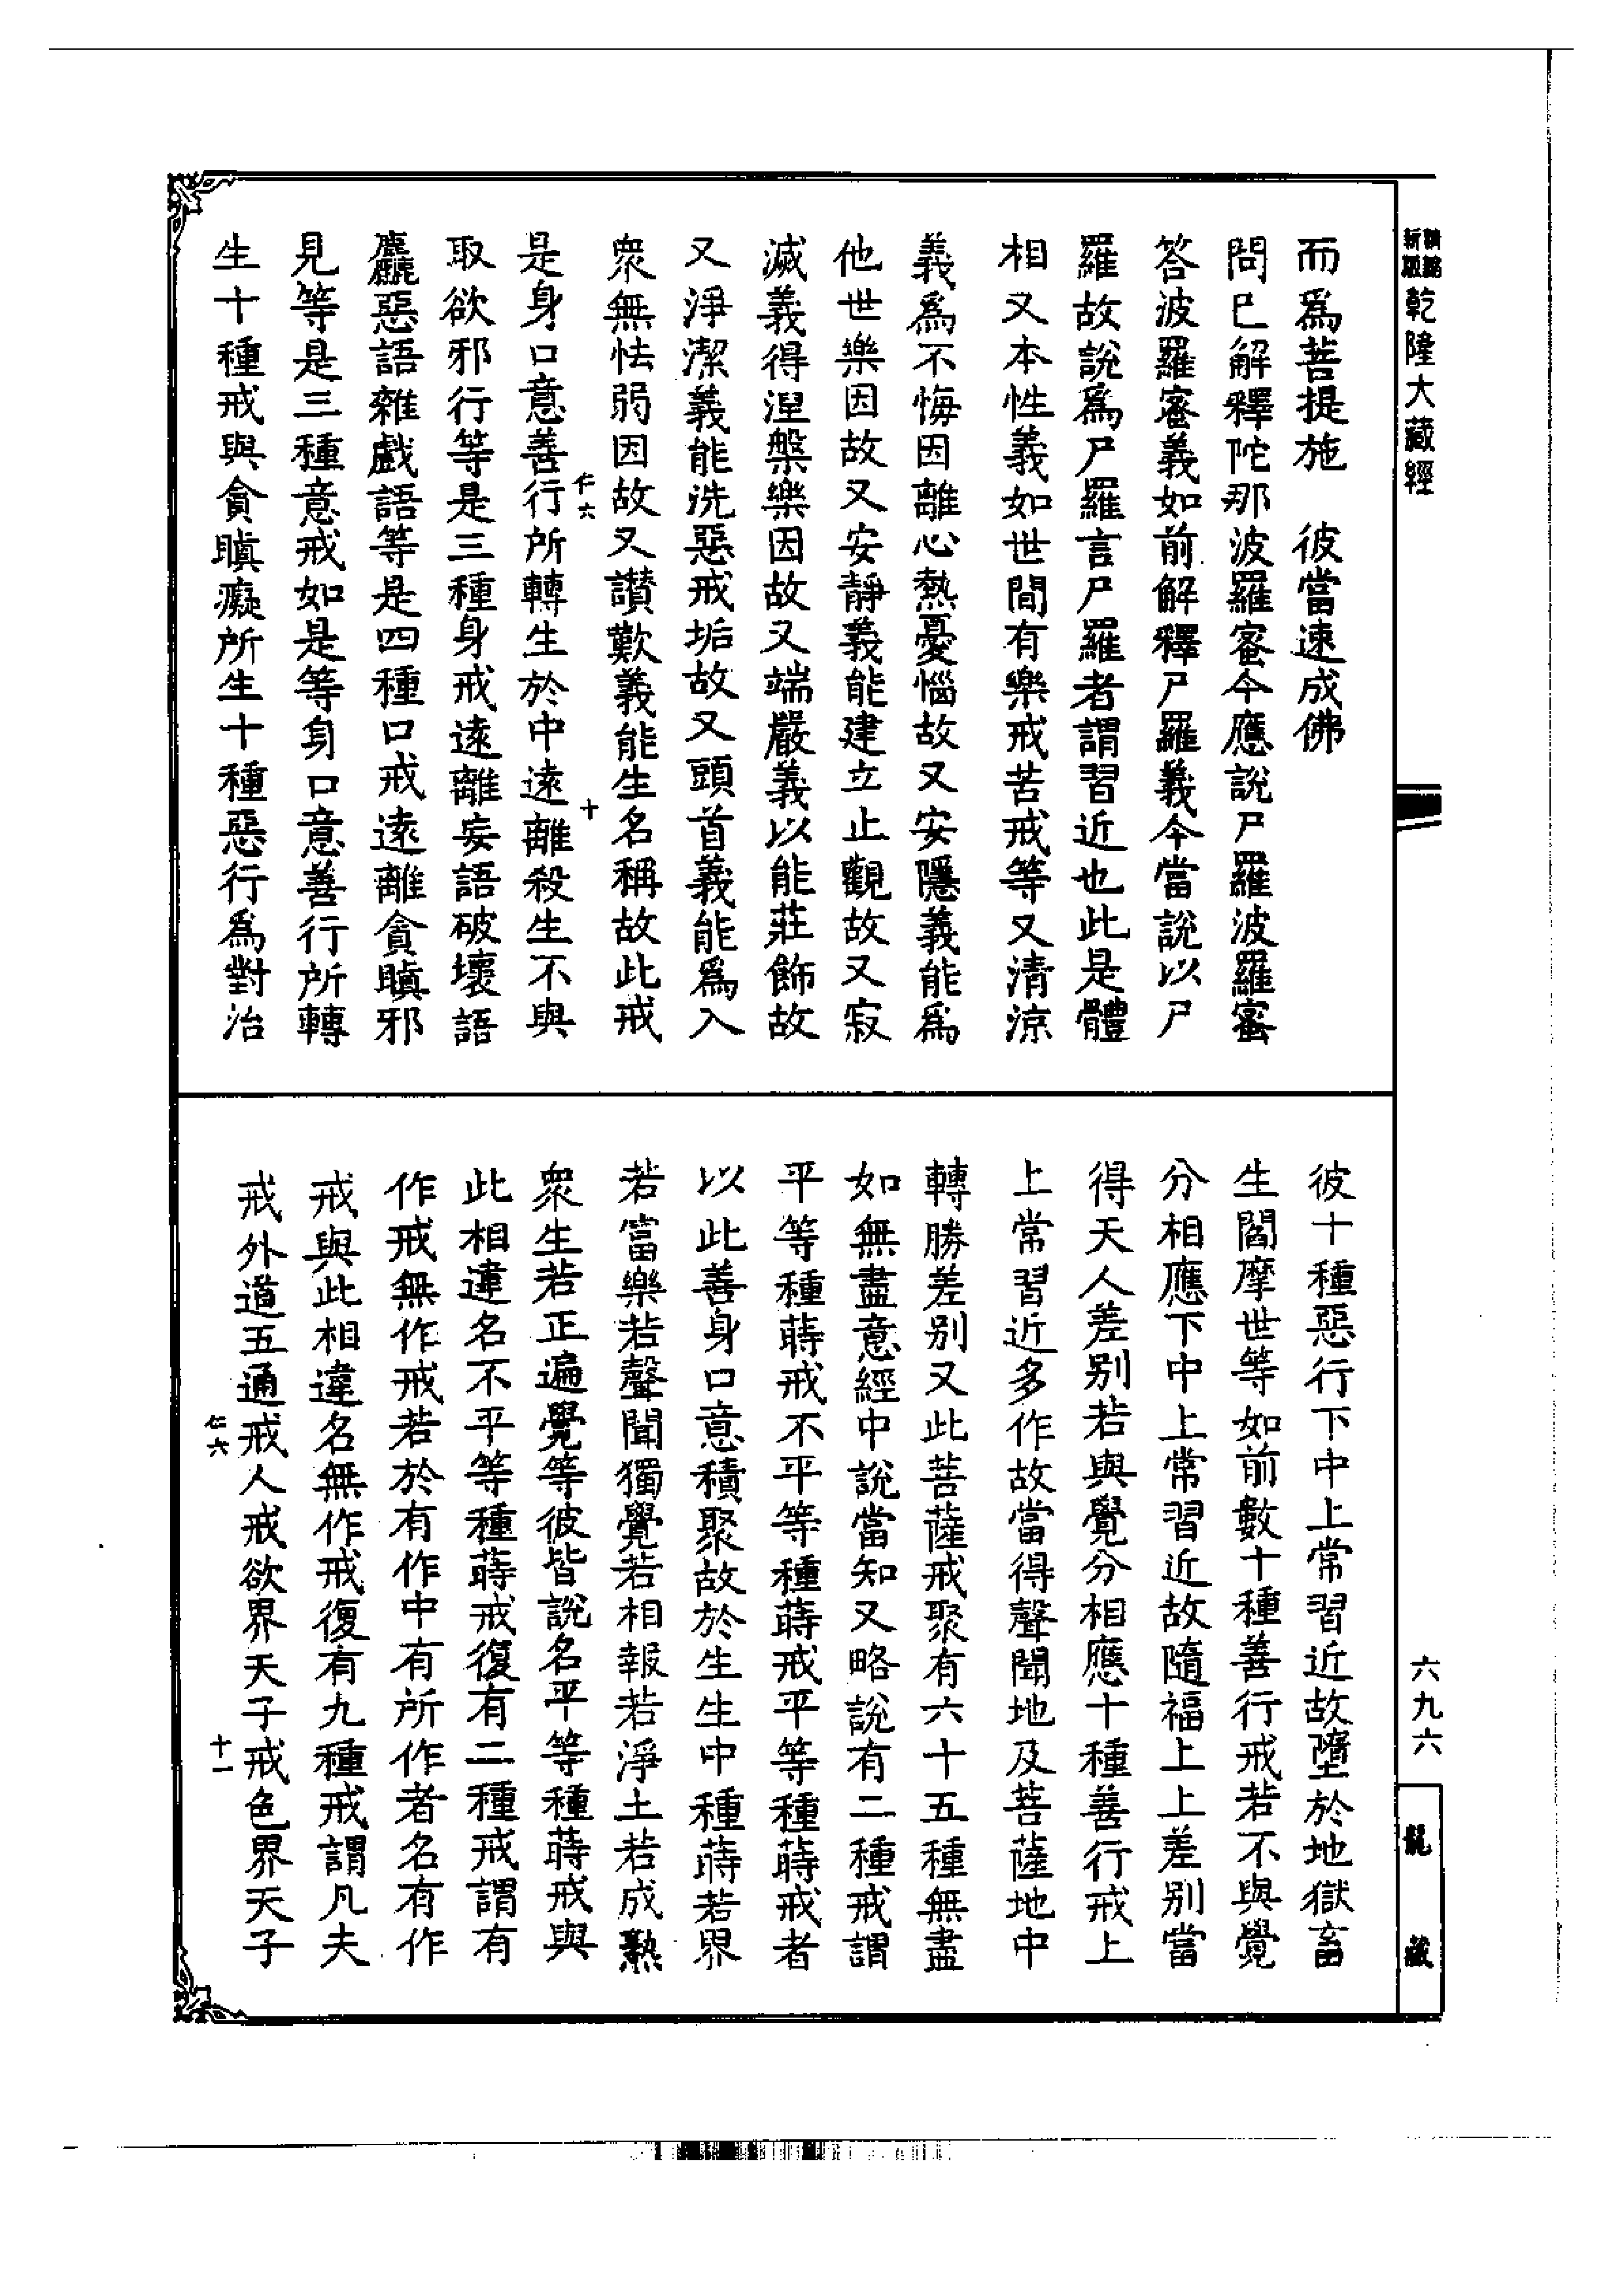 新版精縮乾隆大藏經
而爲菩提施　彼當速成佛
問已解釋陀那波羅蜜今應說尸羅波羅蜜
答波羅蜜義如前解釋尸羅義今當說以尸
羅故說爲尸羅言尸羅者謂習近也此是體
相又本性義如世間有樂戒苦戒等又清涼
義爲不悔因離心熱憂惱故又安隱義能爲
他世樂因故又安靜義能建立止觀故又寂
滅義得涅槃樂因故又端嚴義以能莊飾故
又淨潔義能洗惡戒垢故又頭首義能爲入
衆無怯弱因故又讚歎義能生名稱故此戒
仁六　十
是身口意善行所轉生於中遠離殺生不與
取欲邪行等是三種身戒遠離妄語破壞語
麤惡語雜戲語等是四種口戒遠離貪瞋邪
見等是三種意戒如是等身口意善行所轉
生十種戒與貪瞋癡所生十種惡行爲對治
彼十種惡行下中上常習近故墮於地獄畜
生閻摩世等如前數十種善行戒若不與覺
分相應下中上常習近故隨福上上差別當
得天人差別若與覺分相應十種善行戒上
上常習近多作故當得聲聞地及菩薩地中
轉勝差別又此菩薩戒聚有六十五種無盡
如無盡意經中說當知又略說有二種戒謂
平等種蒔戒不平等種蒔戒平等種蒔戒者
以此善身口意積聚故於生生中種蒔若界
若富樂若聲聞獨覺若相報若淨土若成熟
衆生若正遍覺等彼皆說名平等種蒔戒與
此相違名不平等種蒔戒復有二種戒謂有
作戒無作戒若於有作中有所作者名有作
戒與此相違名無作戒復有九種戒謂凡夫
戒外道五通戒人戒欲界天子戒色界天子
仁六　十一
六九六
龍藏